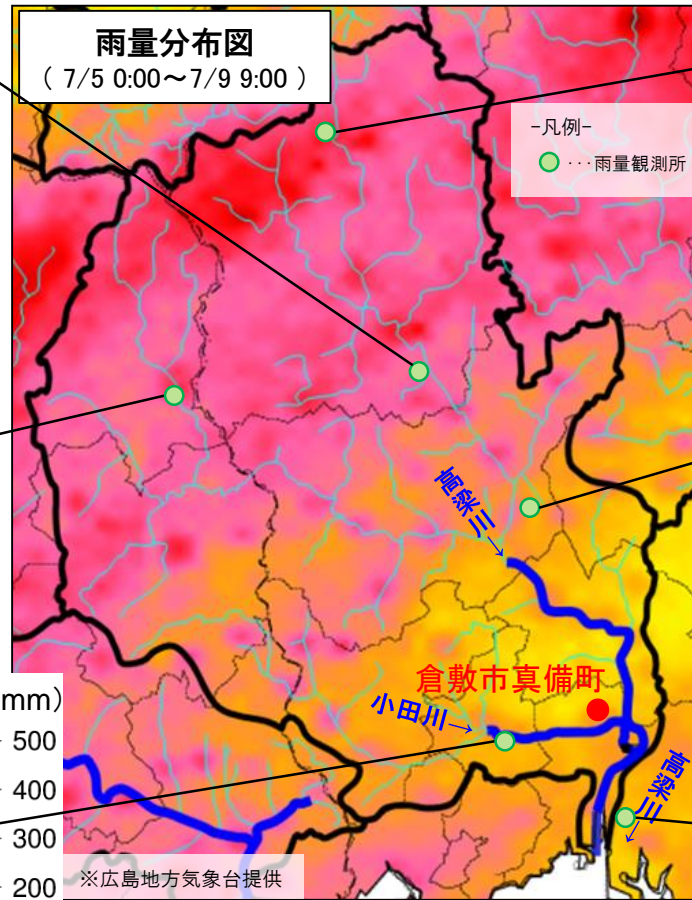 雨量分布図
( 7/5 0:00～7/9 9:00 )
-凡例-
･･･雨量観測所
高梁川→
倉敷市真備町
小田川→
高梁川→
mm)
500
400
300
200
※広島地方気象台提供